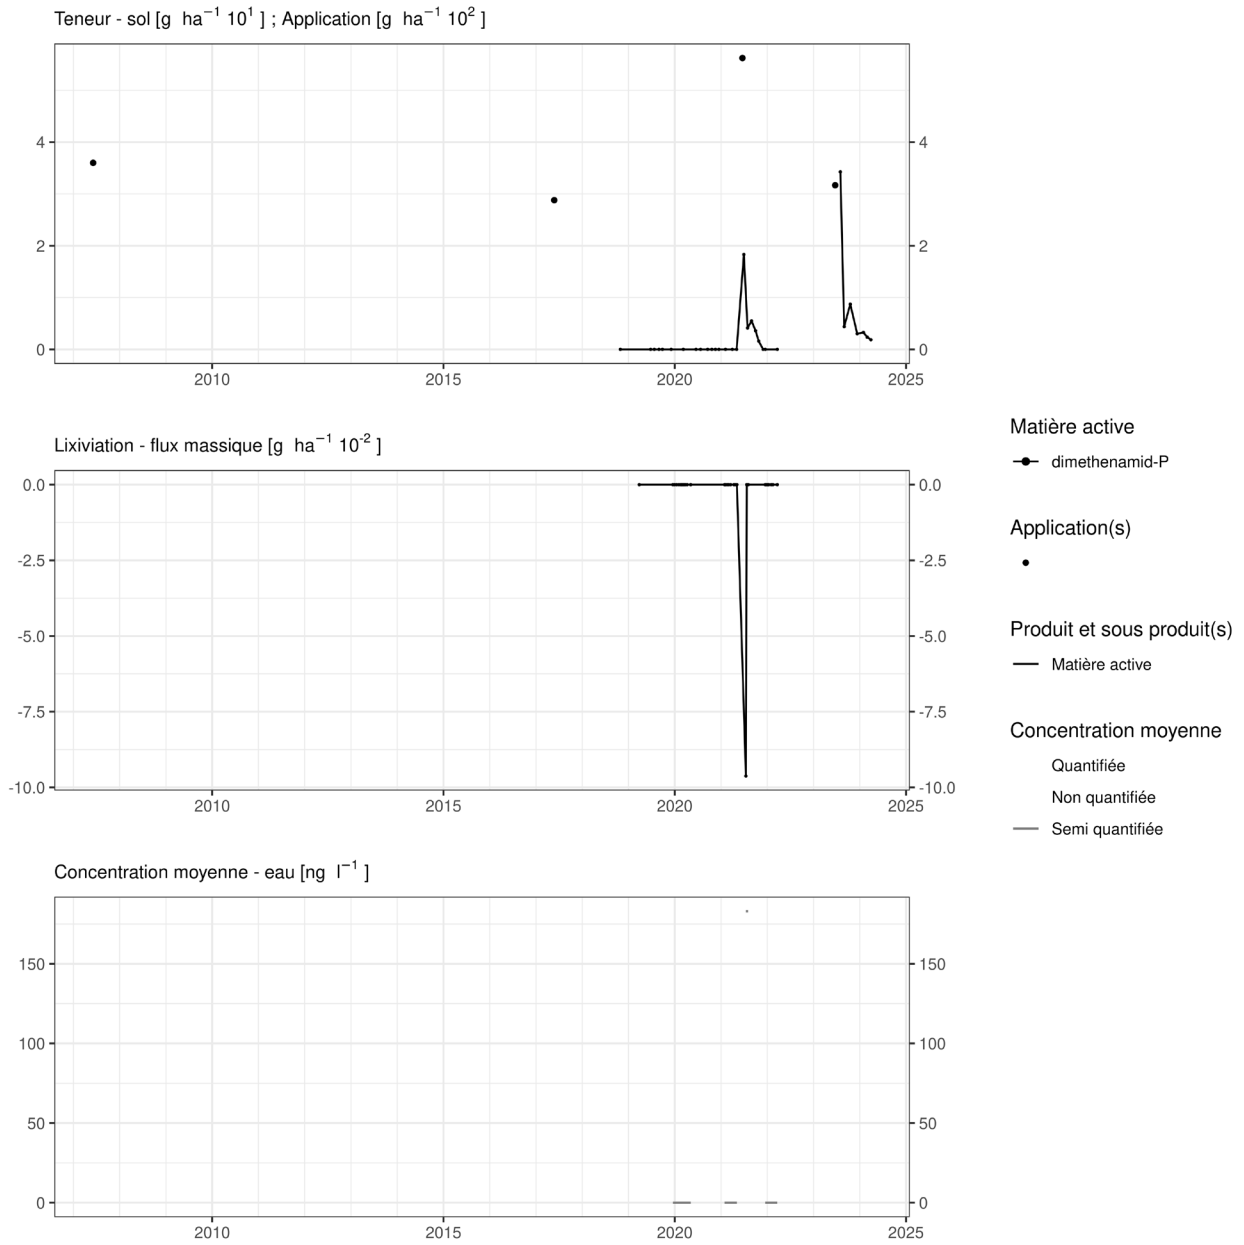 Teneur - sol [g ha⁻¹ 10¹ ] ; Application [g ha⁻¹ 10² ]
4 4
2 2
0 0
2010 2015 2020 2025
Lixiviation - flux massique [g ha⁻¹ 10⁻² ]
0.0 0.0
-2.5 -2.5
-5.0 -5.0
-7.5 -7.5
-10.0 -10.0
2010 2015 2020 2025
Concentration moyenne - eau [ng l⁻¹ ]
150 150
100 100
50 50
0 0
2010 2015 2020 2025
Matière active
dimethenamid-P
Application(s)
Produit et sous produit(s)
Matière active
Concentration moyenne
Quantifiée
Non quantifiée
Semi quantifiée